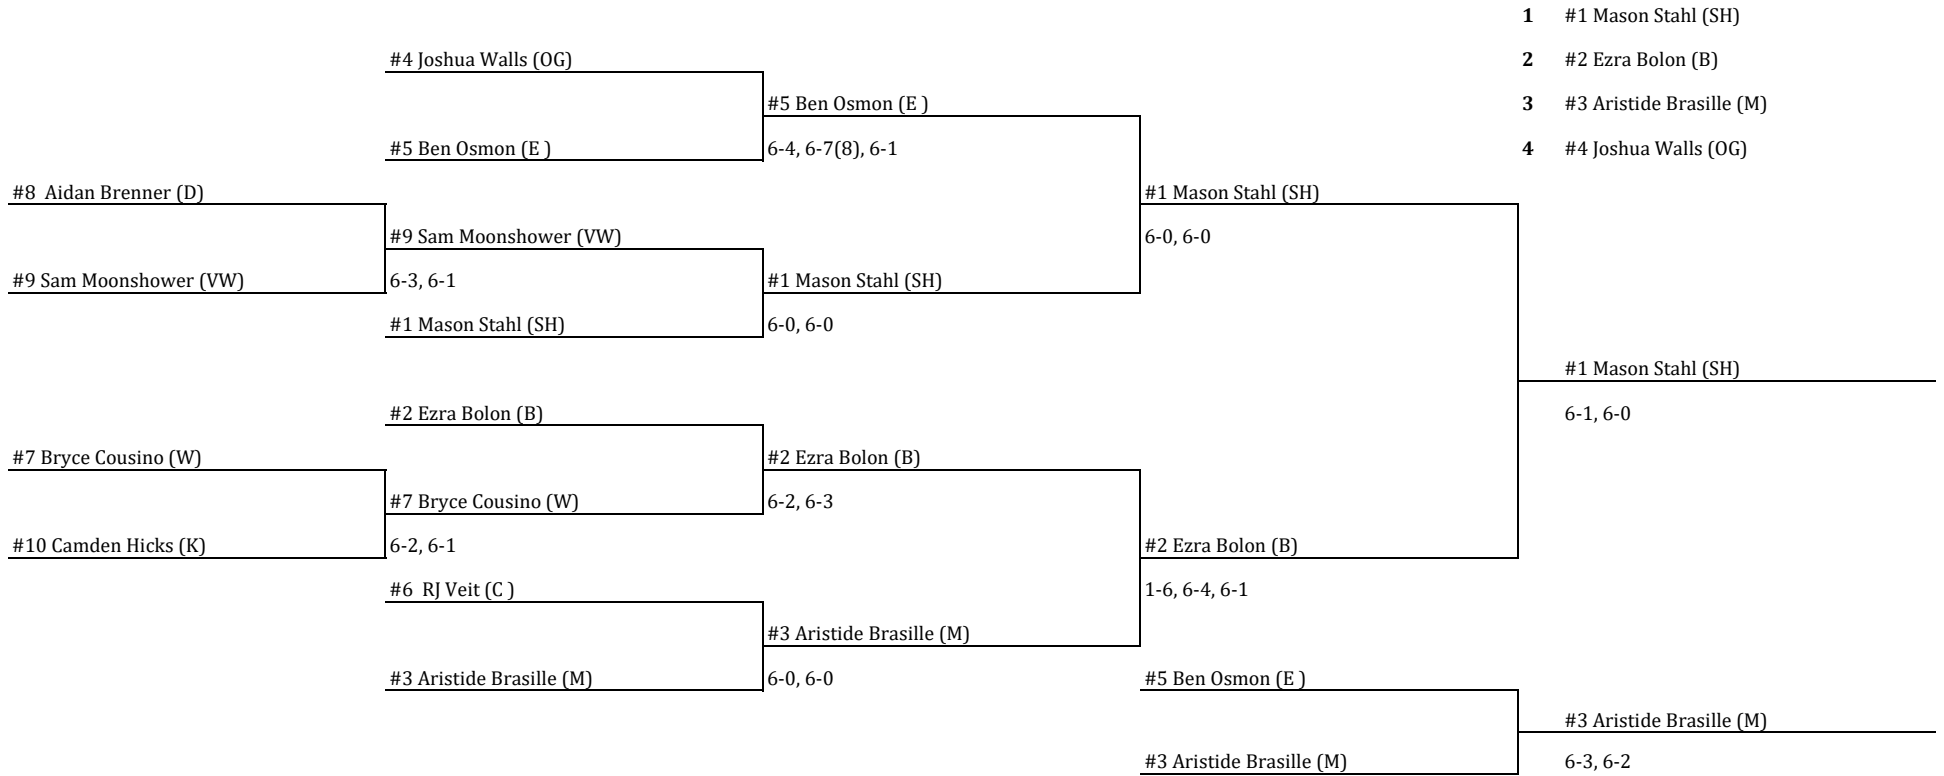 1 #1 Mason Stahl (SH)
#4 Joshua Walls (OG)
2 #2 Ezra Bolon (B)
#5 Ben Osmon (E )
3 #3 Aristide Brasille (M)
#5 Ben Osmon (E )
6-4, 6-7(8), 6-1
4 #4 Joshua Walls (OG)
#8  Aidan Brenner (D)
#1 Mason Stahl (SH)
#9 Sam Moonshower (VW)
6-0, 6-0
#9 Sam Moonshower (VW)
6-3, 6-1
#1 Mason Stahl (SH)
#1 Mason Stahl (SH)
6-0, 6-0
#1 Mason Stahl (SH)
#2 Ezra Bolon (B)
6-1, 6-0
#7 Bryce Cousino (W)
#2 Ezra Bolon (B)
#7 Bryce Cousino (W)
6-2, 6-3
#10 Camden Hicks (K)
6-2, 6-1
#2 Ezra Bolon (B)
#6  RJ Veit (C )
1-6, 6-4, 6-1
#3 Aristide Brasille (M)
#3 Aristide Brasille (M)
6-0, 6-0
#5 Ben Osmon (E )
#3 Aristide Brasille (M)
#3 Aristide Brasille (M)
6-3, 6-2